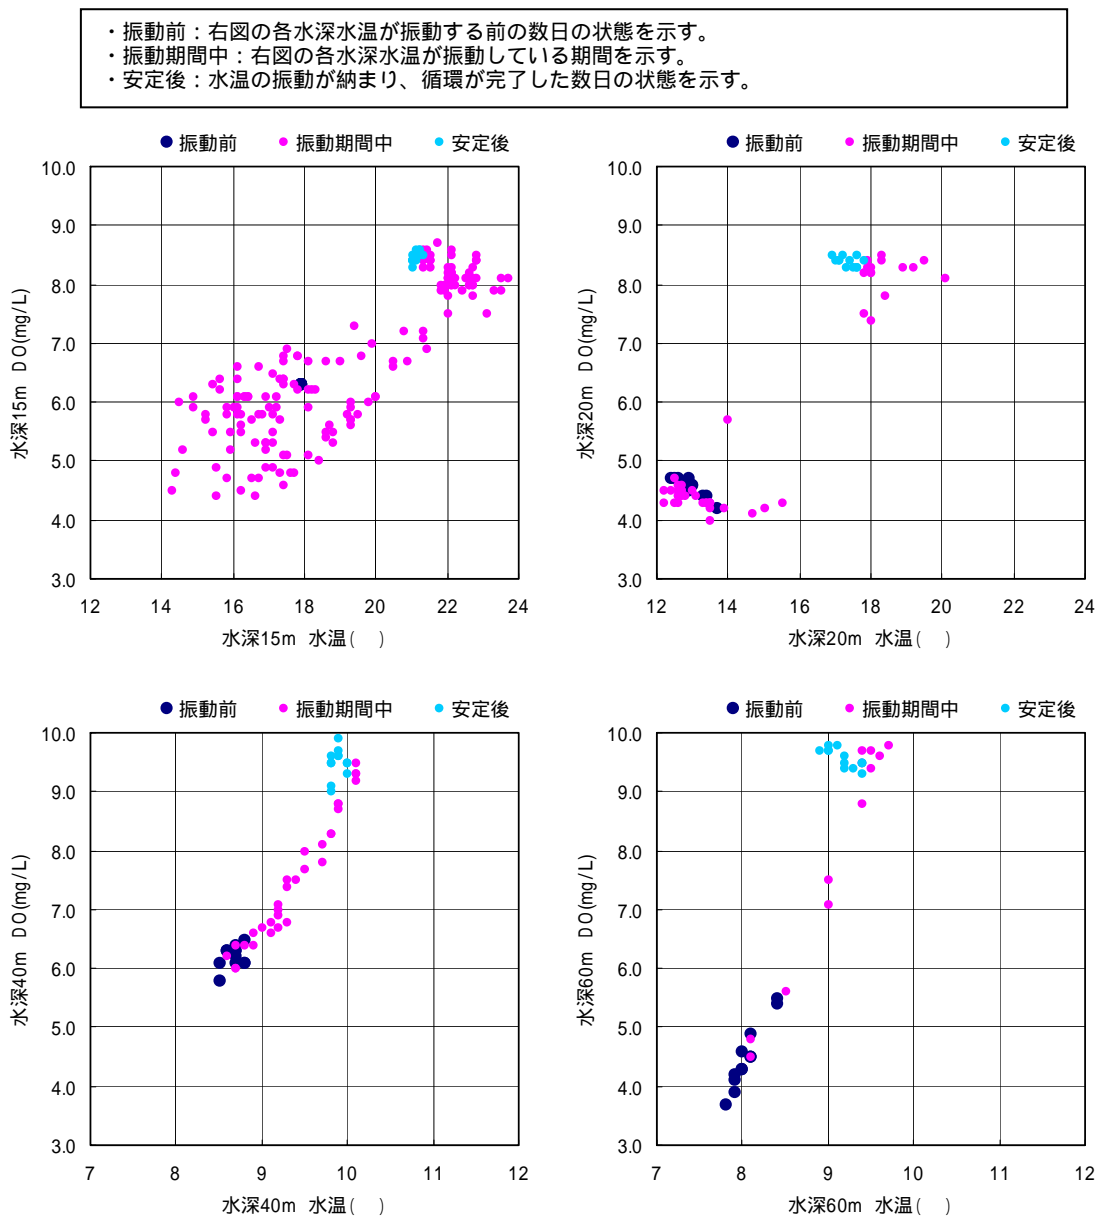 ・振動前：右図の各水深水温が振動する前の数日の状態を示す。
・振動期間中：右図の各水深水温が振動している期間を示す。
・安定後：水温の振動が納まり、循環が完了した数日の状態を示す。
振動前 振動期間中 安定後
10.0
9.0
8.0
7.0
6.0
5.0
4.0
3.0
水深15m DO(mg/L)
12 14 16 18 20 22 24
水深15m 水温( )
振動前 振動期間中 安定後
10.0
9.0
8.0
7.0
6.0
5.0
4.0
3.0
水深20m DO(mg/L)
12 14 16 18 20 22 24
水深20m 水温( )
振動前 振動期間中 安定後
10.0
9.0
8.0
7.0
6.0
5.0
4.0
3.0
水深40m DO(mg/L)
7 8 9 10 11 12
水深40m 水温( )
振動前 振動期間中 安定後
10.0
9.0
8.0
7.0
6.0
5.0
4.0
3.0
水深60m DO(mg/L)
7 8 9 10 11 12
水深60m 水温( )